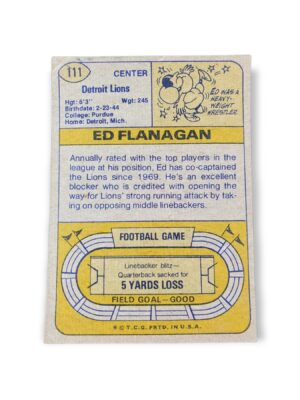 111
CENTER
Detroit Lions
Hgt: 6'3" Wgt: 245
Birthdate: 2-23-44
College: Purdue
Home: Detroit, Mich.
ED WAS A
HEAVY-
WEIGHT
WRESTLER
ED FLANAGAN
Annually rated with the top players in the
league at his position, Ed has co-captained
the Lions since 1969. He's an excellent
blocker who is credited with opening the
way for Lions' strong running attack by tak-
ing on opposing middle linebackers.
FOOTBALL GAME
Linebacker blitz—
Quarterback sacked for
5 YARDS LOSS
FIELD GOAL—GOOD
© T.C.G. PRTD. IN U.S.A.